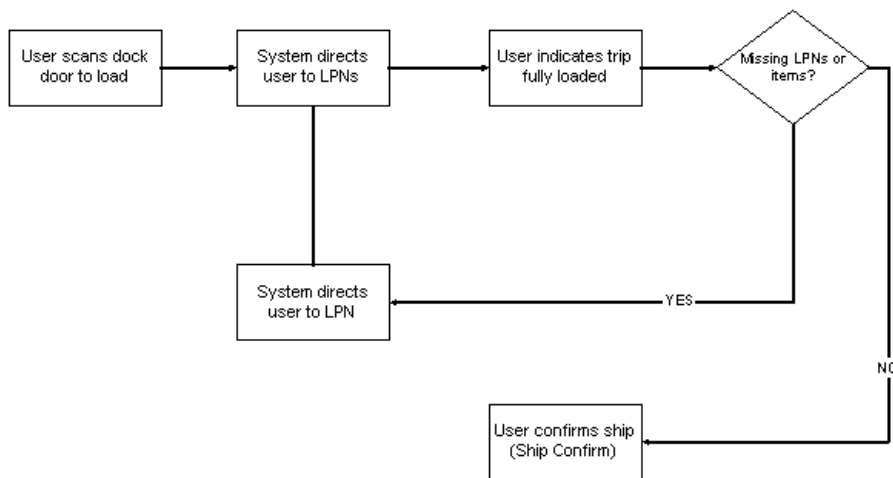 User scans dock
door to load
System directs
user to LPNs
User indicates trip
fully loaded
Missing LPNs or
items?
System directs
user to LPN
YES
NO
User confirms ship
(Ship Confirm)